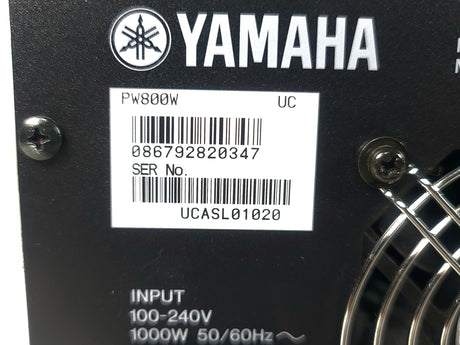 YAMAHA
PW800W UC
086792820347
SER No.
UCASL01020
INPUT
100-240V
1000W 50/60Hz ~